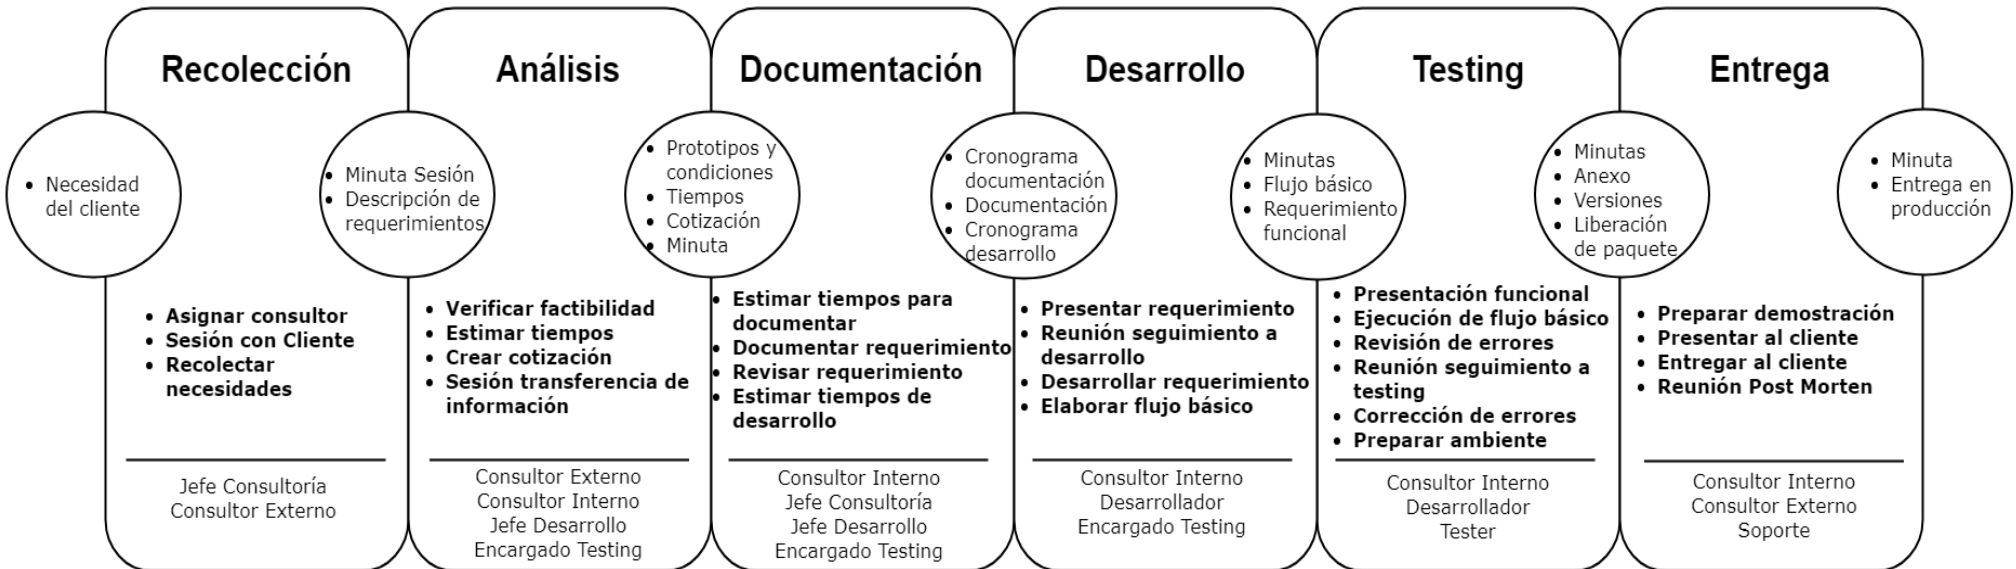 Recolección
Análisis
Documentación
Desarrollo
Testing
Entrega
• Necesidad
del cliente
• Minuta Sesión
• Descripción de
requerimientos
• Prototipos y
condiciones
• Tiempos
• Cotización
• Minuta
• Cronograma
documentación
• Documentación
• Cronograma
desarrollo
• Minutas
• Flujo básico
• Requerimiento
funcional
• Minutas
• Anexo
• Versiones
• Liberación
de paquete
• Minuta
• Entrega en
producción
• Asignar consultor
• Sesión con Cliente
• Recolectar
necesidades
• Verificar factibilidad
• Estimar tiempos
• Crear cotización
• Sesión transferencia de
información
• Estimar tiempos para
documentar
• Documentar requerimiento
• Revisar requerimiento
• Estimar tiempos de
desarrollo
• Presentar requerimiento
• Reunión seguimiento a
desarrollo
• Desarrollar requerimiento
• Elaborar flujo básico
• Presentación funcional
• Ejecución de flujo básico
• Revisión de errores
• Reunión seguimiento a
testing
• Corrección de errores
• Preparar ambiente
• Preparar demostración
• Presentar al cliente
• Entregar al cliente
• Reunión Post Morten
Jefe Consultoría
Consultor Externo
Consultor Externo
Consultor Interno
Jefe Desarrollo
Encargado Testing
Consultor Interno
Jefe Consultoría
Jefe Desarrollo
Encargado Testing
Consultor Interno
Desarrollador
Encargado Testing
Consultor Interno
Desarrollador
Tester
Consultor Interno
Consultor Externo
Soporte